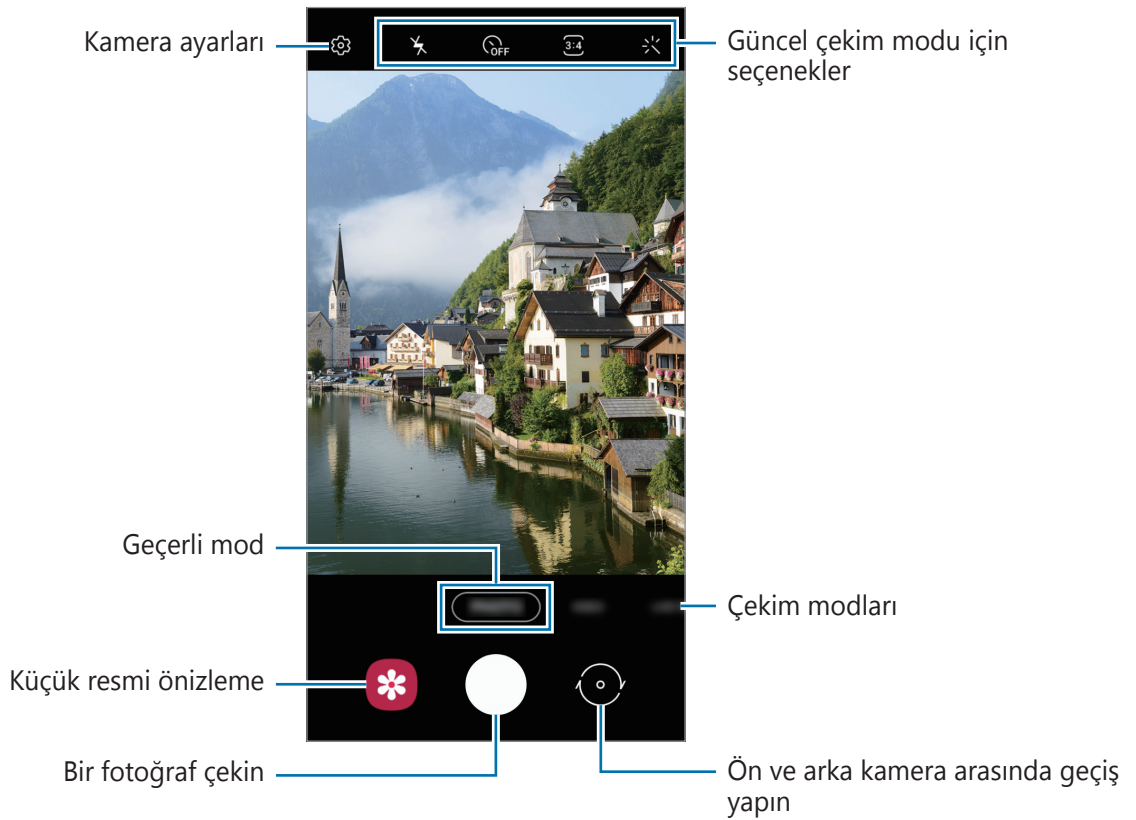 Kamera ayarları
OFF
3:4
Güncel çekim modu için
seçenekler
Geçerli mod
Çekim modları
Küçük resmi önizleme
Bir fotoğraf çekin
Ön ve arka kamera arasında geçiş
yapın